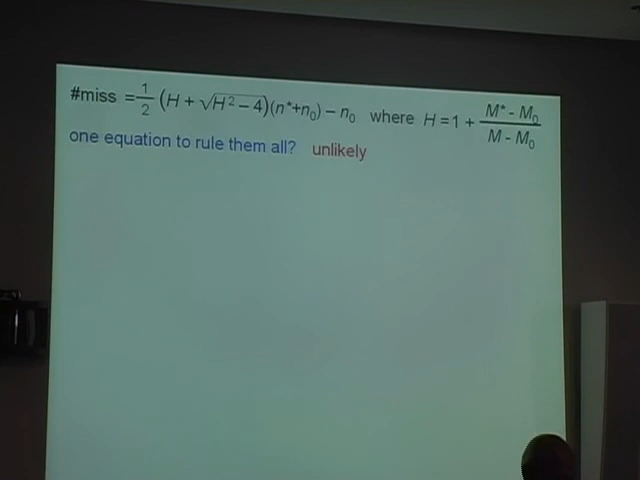 #miss = 1/2 (H + √H² – 4)(n*+n₀) – n₀ where H = 1 + M* - M₀ / M - M₀
one equation to rule them all? unlikely